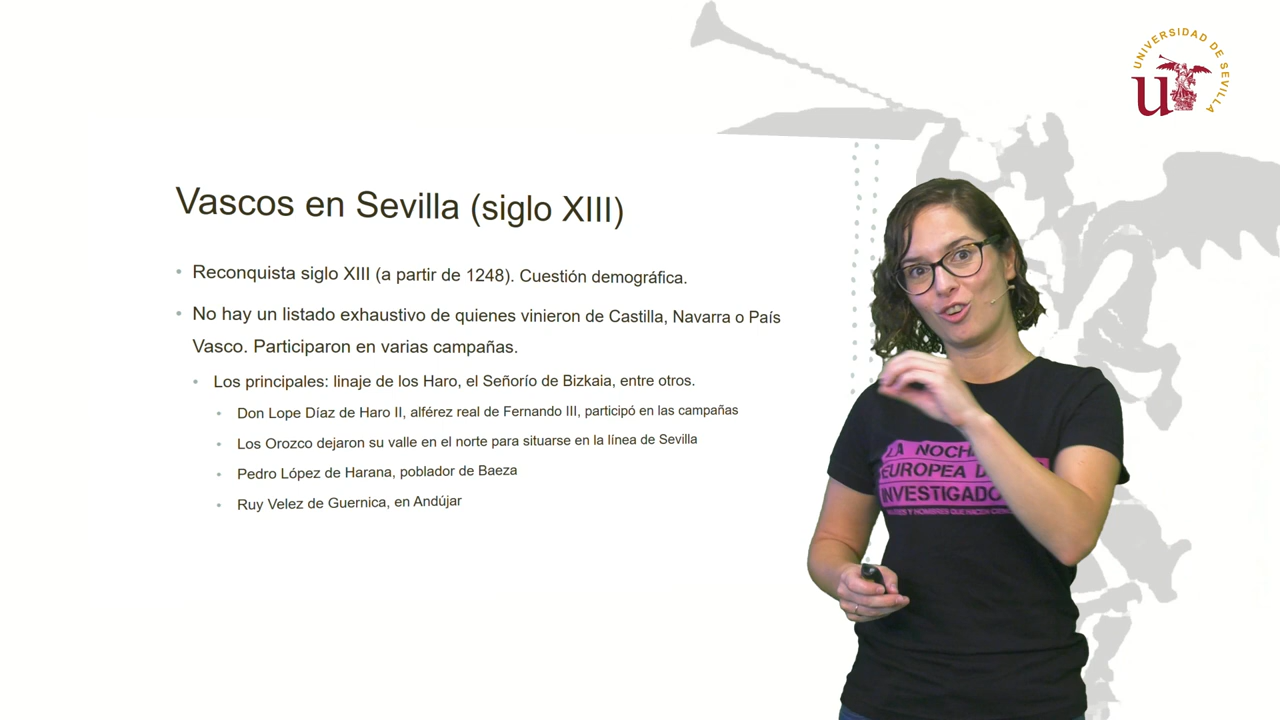 UNIVERSIDAD DE SEVILLA
Vascos en Sevilla (siglo XIII)
• Reconquista siglo XIII (a partir de 1248). Cuestión demográfica.
• No hay un listado exhaustivo de quienes vinieron de Castilla, Navarra o País
Vasco. Participaron en varias campañas.
• Los principales: linaje de los Haro, el Señorío de Bizkaia, entre otros.
• Don Lope Díaz de Haro II, alférez real de Fernando III, participó en las campañas
• Los Orozco dejaron su valle en el norte para situarse en la línea de Sevilla
• Pedro López de Harana, poblador de Baeza
• Ruy Velez de Guernica, en Andújar
LA NOCH
EUROPEA D
INVESTIGADO
Y HOMBRES QUE HACEN